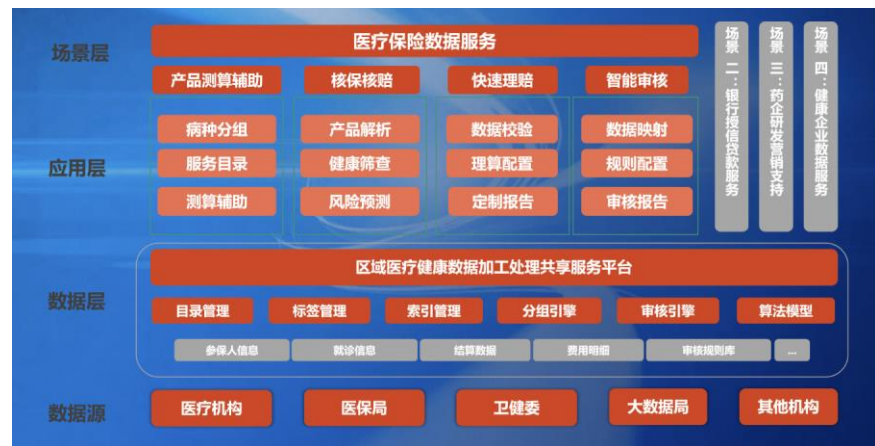 场景层
医疗保险数据服务
产品测算辅助
核保核赔
快速理赔
智能审核
应用层
病种分组
产品解析
数据校验
数据映射
服务目录
健康筛查
理算配置
规则配置
测算辅助
风险预测
定制报告
审核报告
场景 二：银行授信贷款服务
场景 三：药企研发营销支持
场景 四：健康企业数据服务
数据层
区域医疗健康数据加工处理共享服务平台
目录管理
标签管理
索引管理
分组引擎
审核引擎
算法模型
参保人信息
就诊信息
结算数据
费用明细
审核规则库
...
数据源
医疗机构
医保局
卫健委
大数据局
其他机构